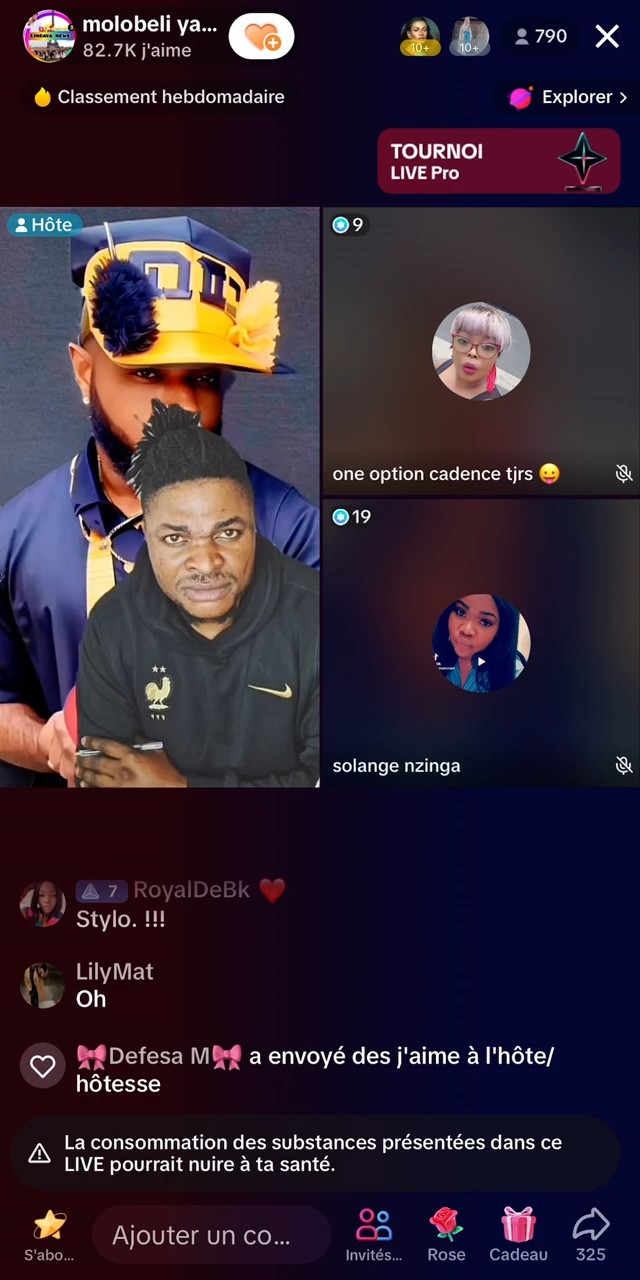 molobeli ya...
82.7K j'aime
10+
10+
790
Classement hebdomadaire
Explorer
TOURNOI
LIVE Pro
Hôte
9
one option cadence tjrs 😛
19
solange nzinga
7 RoyalDeBk ❤️
Stylo. !!!
LilyMat
Oh
🎀Defesa M🎀 a envoyé des j'aime à l'hôte/
hôtesse
La consommation des substances présentées dans ce
LIVE pourrait nuire à ta santé.
S'abo...
Ajouter un co...
Invités...
Rose
Cadeau
325